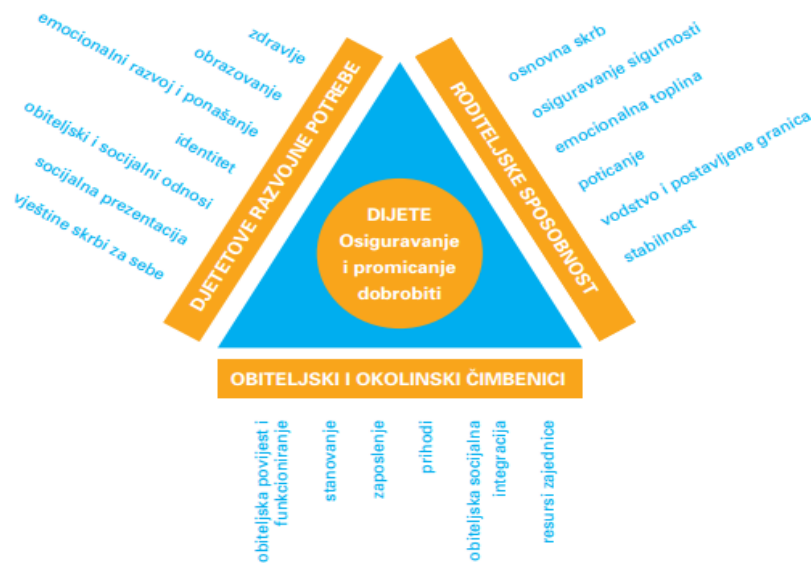 zdravlje
obrazovanje
emocionalni razvoj i ponašanje
identitet
obiteljski i socijalni odnosi
socijalna prezentacija
vještine skrbi za sebe
DJETETOVE RAZVOJNE POTREBE
RODITELJSKE SPOSOBNOST
osnovna skrb
osiguravanje sigurnosti
emocionalna toplina
poticanje
vodstvo i postavljene granica
stabilnost
DIJETE
Osiguravanje
i promicanje
dobrobiti
OBITELJSKI I OKOLINSKI ČIMBENICI
obiteljska povijest i
funkcioniranje
stanovanje
zaposlenje
prihodi
obiteljska socijalna
integracija
resursi zajednice